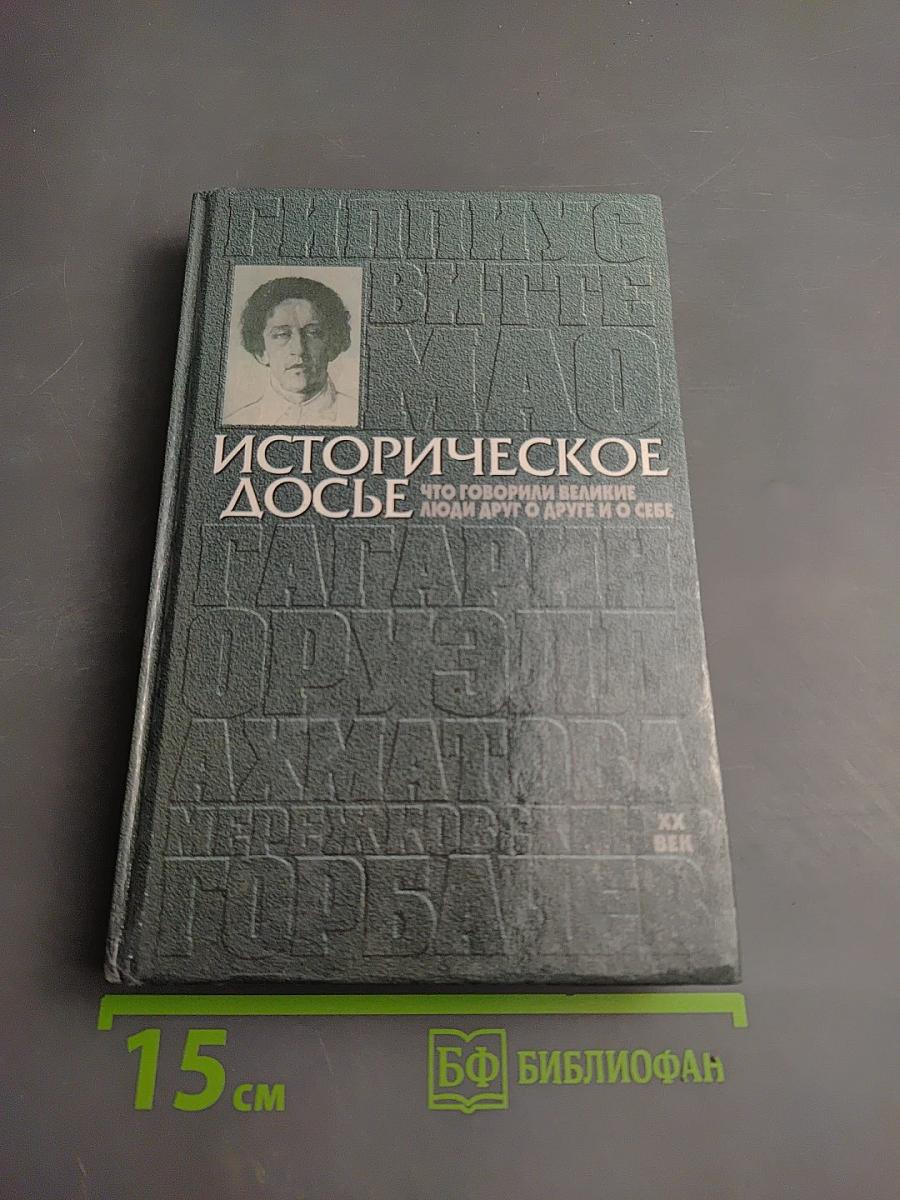 ГИППИУС
ВИТТЕ
МАО
ИСТОРИЧЕСКОЕ
ДОСЬЕ
ЧТО ГОВОРИЛИ ВЕЛИКИЕ
ЛЮДИ ДРУГ О ДРУГЕ И О СЕБЕ
ГАГАРИН
ОРУЭЛЛ
АХМАТОВА
МЕРЕЖКОВСКИЙ
XX
ВЕК
ГОРБАЧЕВ
15 см
БФ БИБЛИОФАН